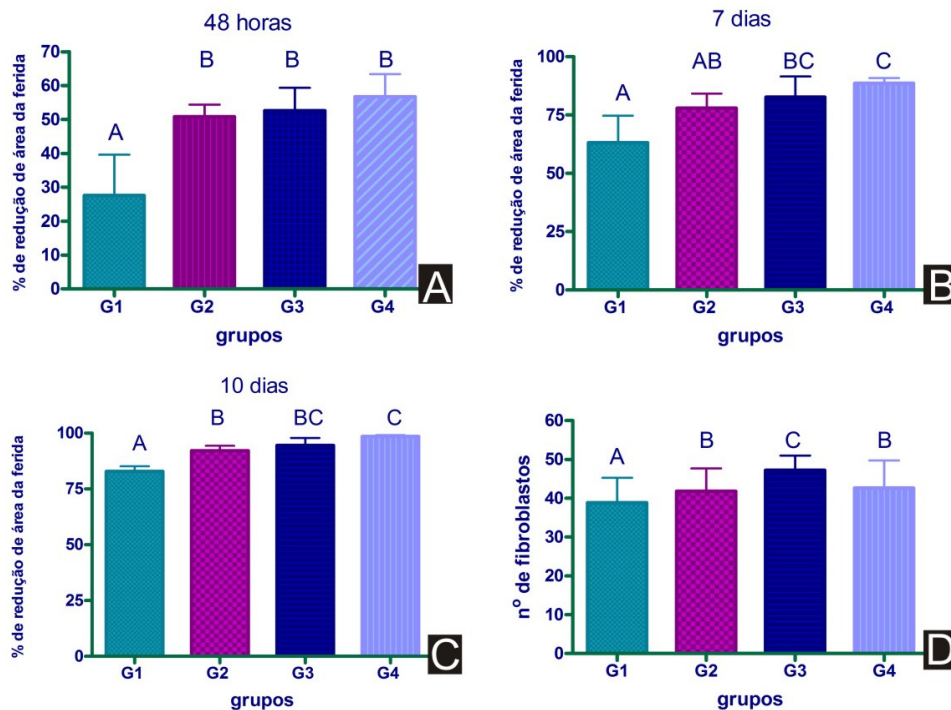 48 horas
% de redução de área da ferida
70
60
50
40
30
20
10
0
A
B
B
B
G1 G2 G3 G4
grupos
A
7 dias
% de redução de área da ferida
100
75
50
25
0
A
AB
BC
C
G1 G2 G3 G4
grupos
B
10 dias
% de redução de área da ferida
100
75
50
25
0
A
B
BC
C
G1 G2 G3 G4
grupos
C
nº de fibroblastos
60
50
40
30
20
10
0
A
B
C
B
G1 G2 G3 G4
grupos
D